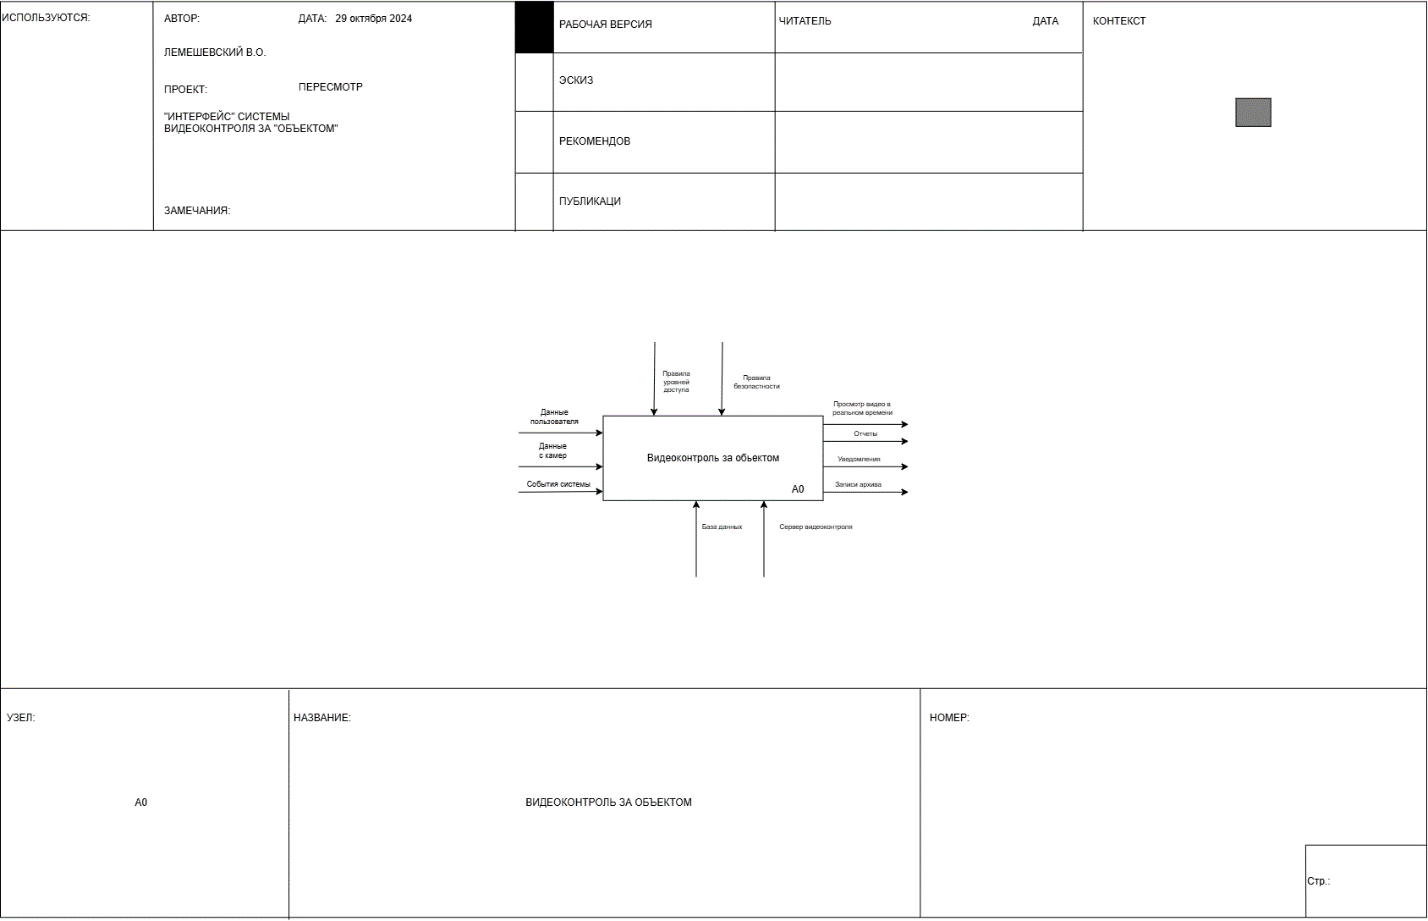 ИСПОЛЬЗУЮТСЯ:
АВТОР:
ДАТА: 29 октября 2024
ЛЕМЕШЕВСКИЙ В.О.
ПРОЕКТ:
ПЕРЕСМОТР
"ИНТЕРФЕЙС" СИСТЕМЫ
ВИДЕОКОНТРОЛЯ ЗА "ОБЪЕКТОМ"
ЗАМЕЧАНИЯ:
РАБОЧАЯ ВЕРСИЯ
ЭСКИЗ
РЕКОМЕНДОВ
ПУБЛИКАЦИ
ЧИТАТЕЛЬ
ДАТА
КОНТЕКСТ
Правила
уровней
доступа
Правила
безопастности
Данные
пользователя
Данные
с камер
События системы
Видеоконтроль за обьектом
A0
Просмотр видео в
реальном времени
Отчеты
Уведомления
Записи архива
База данных
Сервер видеоконтроля
УЗЕЛ:
A0
НАЗВАНИЕ:
ВИДЕОКОНТРОЛЬ ЗА ОБЪЕКТОМ
НОМЕР:
Стр.: